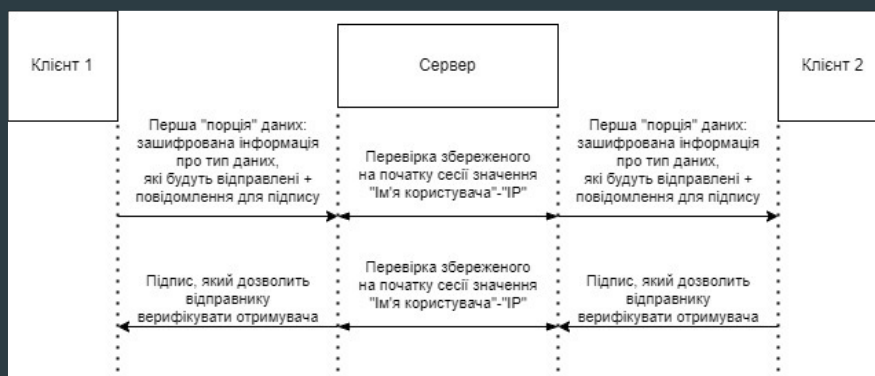 Клієнт 1
Сервер
Клієнт 2
Перша "порція" даних:
зашифрована інформація
про тип даних,
які будуть відправлені +
повідомлення для підпису
Перевірка збереженого
на початку сесії значення
"Ім'я користувача"-"IP"
Перша "порція" даних:
зашифрована інформація
про тип даних,
які будуть відправлені +
повідомлення для підпису
Підпис, який дозволить
відправнику
верифікувати отримувача
Перевірка збереженого
на початку сесії значення
"Ім'я користувача"-"IP"
Підпис, який дозволить
відправнику
верифікувати отримувача